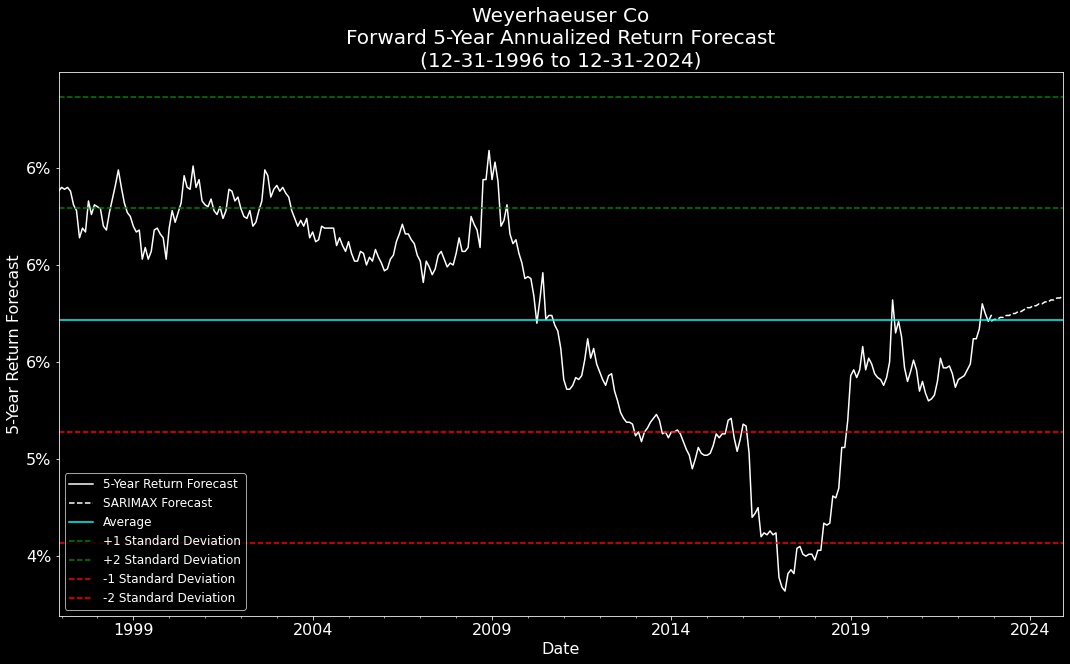 Weyerhaeuser Co
Forward 5-Year Annualized Return Forecast
(12-31-1996 to 12-31-2024)
5-Year Return Forecast
6%
6%
6%
5%
4%
5-Year Return Forecast
SARIMAX Forecast
Average
+1 Standard Deviation
+2 Standard Deviation
-1 Standard Deviation
-2 Standard Deviation
1999
2004
2009
2014
2019
2024
Date